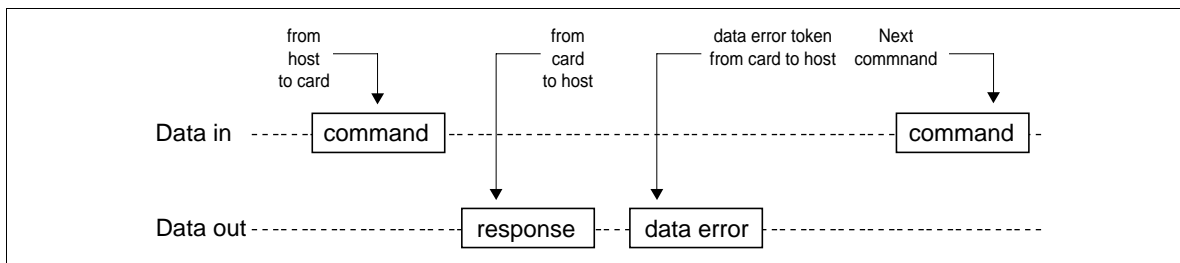 from
host
to card
from
card
to host
data error token
from card to host
Next
commnand
Data in
command
command
Data out
response
data error